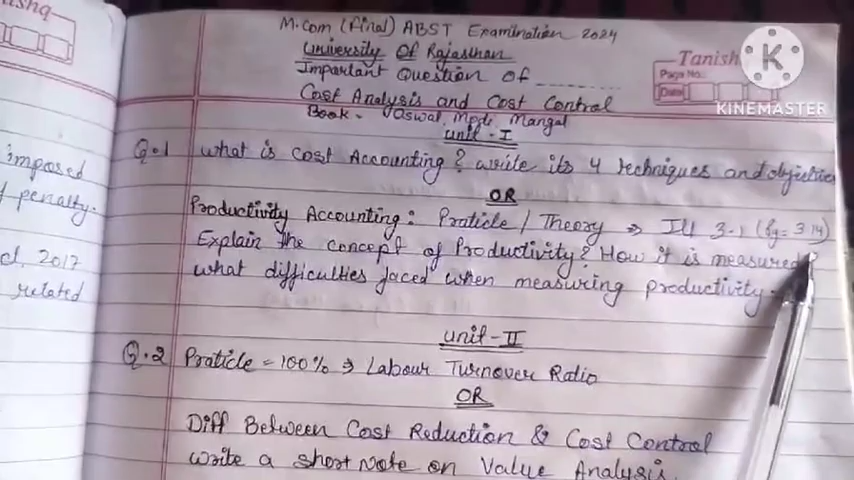 M.Com (Final) ABST Examination 2024
University Of Rajasthan
Important Question of
Cost Analysis and Cost Control
Book - Oswal, Modi, Mangal
Unit - I
Q.1 what is Cost Accounting? write its 4 techniques and objectives
OR
Productivity Accounting: Praticle / Theory ⇒ Ill 3.1 (Pg= 3.14)
Explain the concept of Productivity? How it is measured
what difficulties faced when measuring productivity.
Unit - II
Q.2 Praticle = 100% ⇒ Labour Turnover Ratio
OR
Diff Between Cost Reduction & Cost Control
write a short Note on Value Analysis.
Tanish
Page No.:
Date:
K
KINEMASTER
imposed
penalty.
2017
related